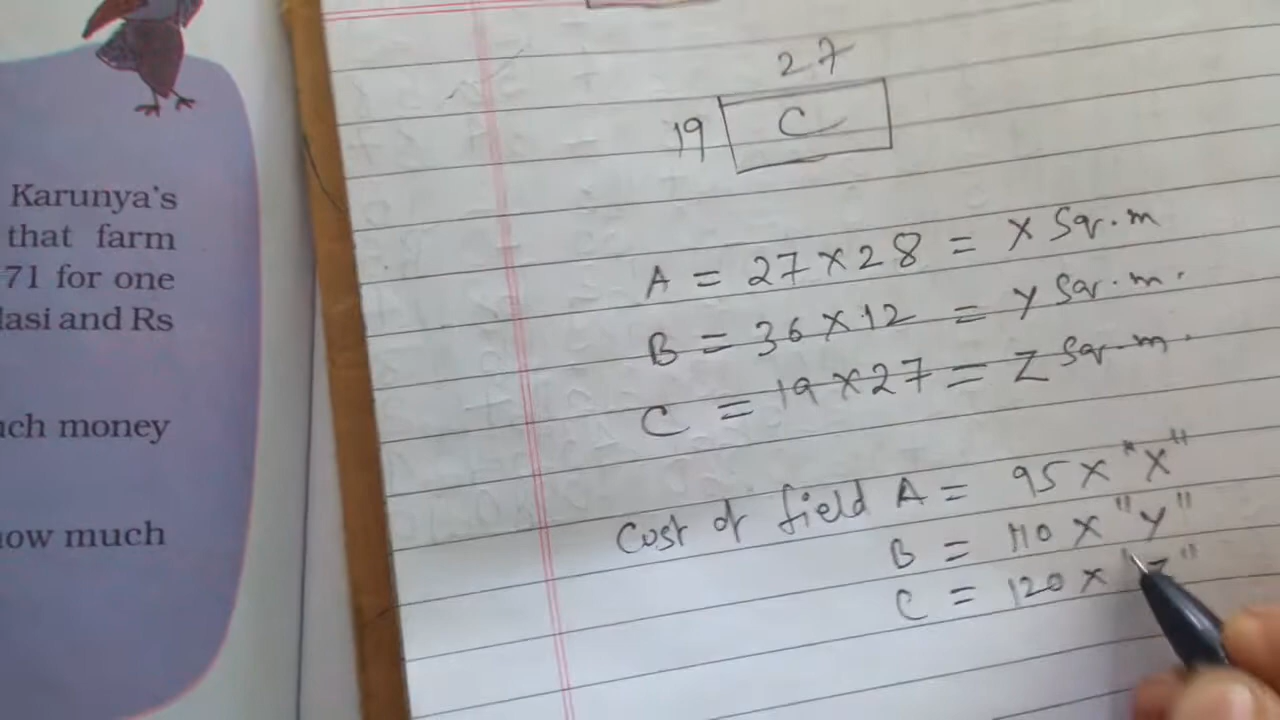 Karunya's
that farm
71 for one
lasi and Rs
ch money
ow much
27
19 C
A = 27 × 28 = X Sq.m
B = 36 × 12 = Y Sq.m.
C = 19 × 27 = Z Sq.m.
Cost of field A = 95 × "X"
B = 110 × "Y"
C = 120 × "Z"